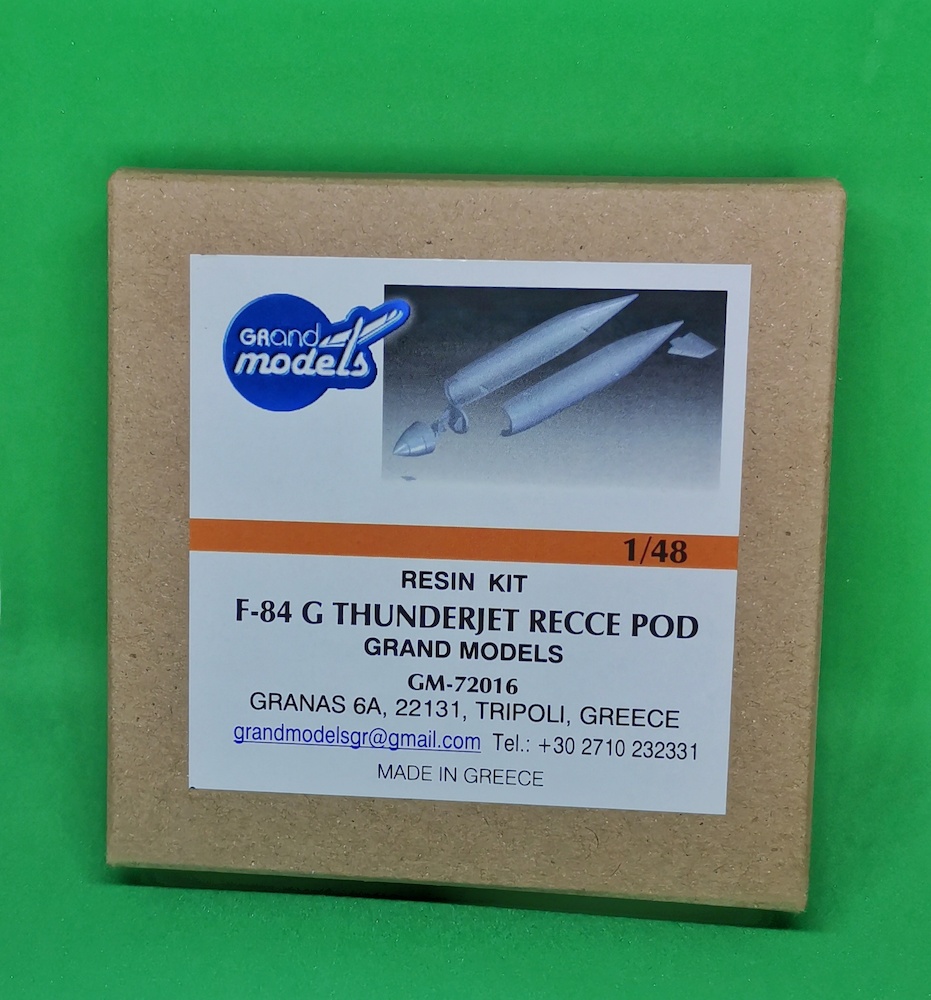 GRand
models
1/48
RESIN KIT
F-84 G THUNDERJET RECCE POD
GRAND MODELS
GM-72016
GRANAS 6A, 22131, TRIPOLI, GREECE
grandmodelsgr@gmail.com Tel.: +30 2710 232331
MADE IN GREECE